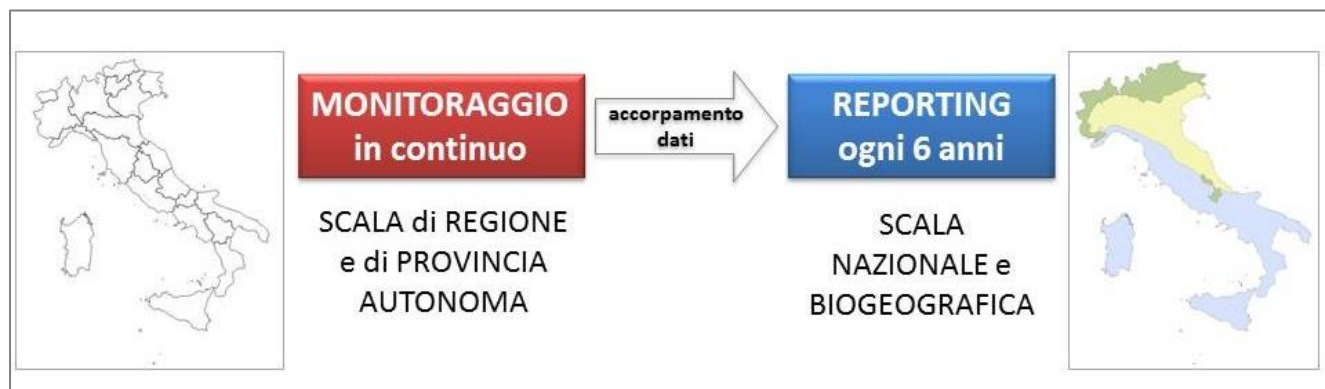 MONITORAGGIO
in continuo
SCALA di REGIONE
e di PROVINCIA
AUTONOMA
accorpamento
dati
REPORTING
ogni 6 anni
SCALA
NAZIONALE e
BIOGEOGRAFICA